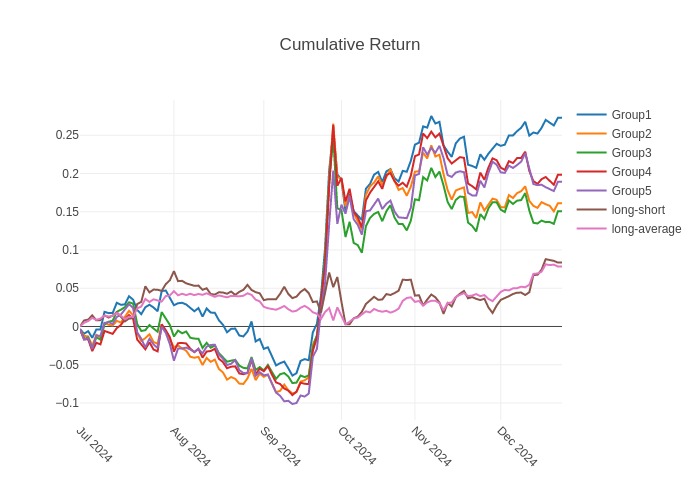 Cumulative Return
0.25
0.2
0.15
0.1
0.05
0
−0.05
−0.1
Jul 2024
Aug 2024
Sep 2024
Oct 2024
Nov 2024
Dec 2024
Group1
Group2
Group3
Group4
Group5
long-short
long-average